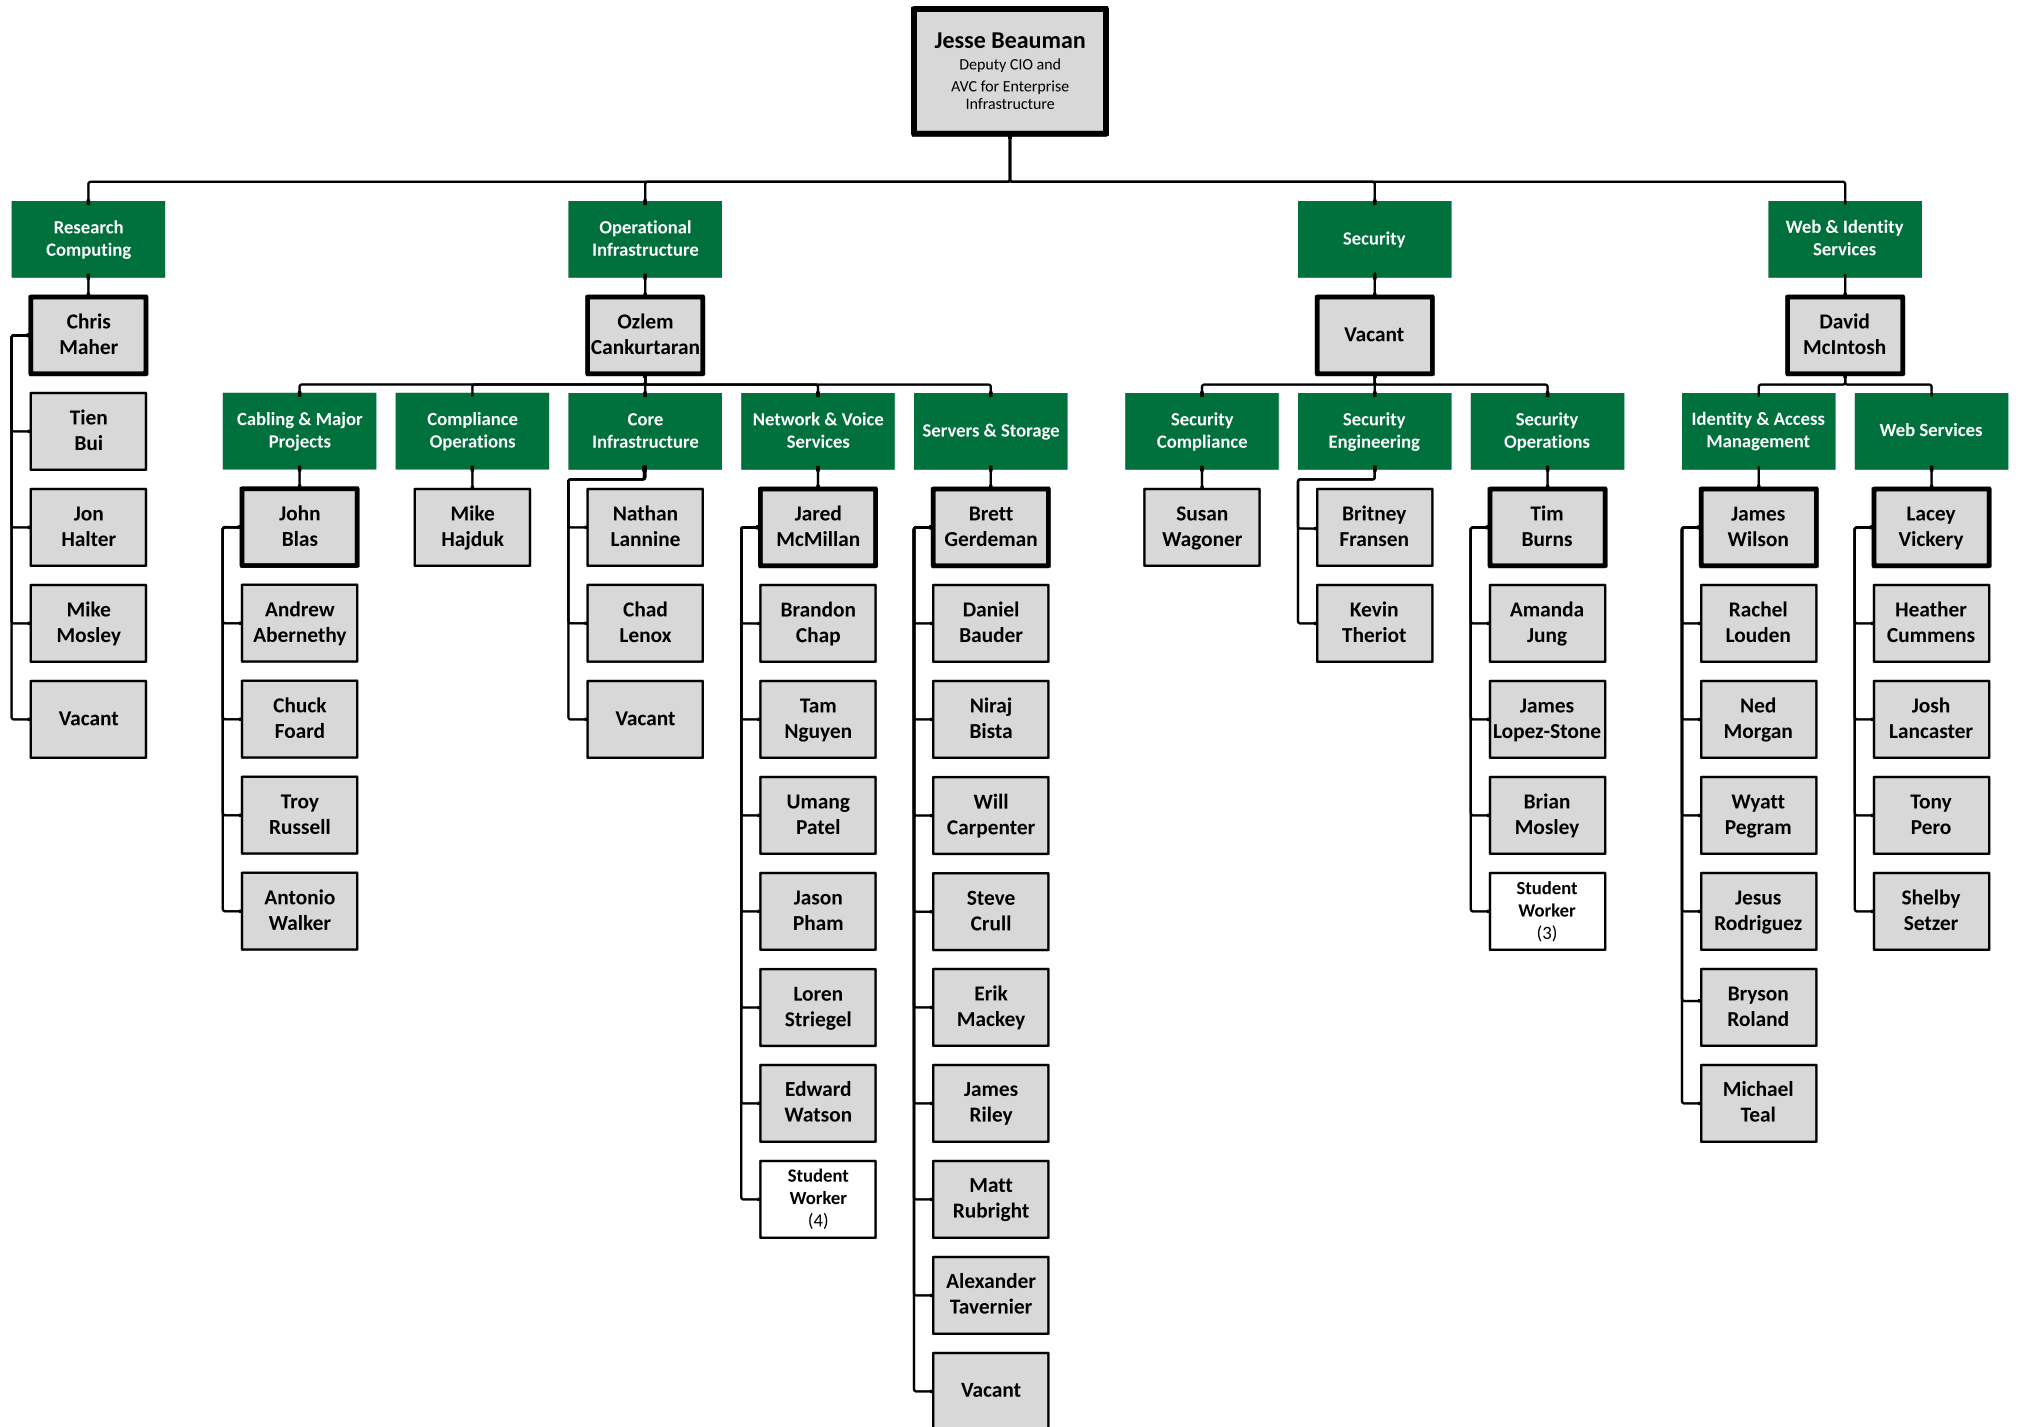 Jesse Beauman
Deputy CIO and
AVC for Enterprise
Infrastructure
Research
Computing
Chris
Maher
Tien
Bui
Jon
Halter
Mike
Mosley
Vacant
Operational
Infrastructure
Ozlem
Cankurtaran
Cabling & Major
Projects
John
Blas
Andrew
Abernethy
Chuck
Foard
Troy
Russell
Antonio
Walker
Compliance
Operations
Mike
Hajduk
Core
Infrastructure
Nathan
Lannine
Chad
Lenox
Vacant
Network & Voice
Services
Jared
McMillan
Brandon
Chap
Tam
Nguyen
Umang
Patel
Jason
Pham
Loren
Striegel
Edward
Watson
Student
Worker
(4)
Servers & Storage
Brett
Gerdeman
Daniel
Bauder
Niraj
Bista
Will
Carpenter
Steve
Crull
Erik
Mackey
James
Riley
Matt
Rubright
Alexander
Tavernier
Vacant
Security
Vacant
Security
Compliance
Susan
Wagoner
Security
Engineering
Britney
Fransen
Kevin
Theriot
Security
Operations
Tim
Burns
Amanda
Jung
James
Lopez-Stone
Brian
Mosley
Student
Worker
(3)
Web & Identity
Services
David
McIntosh
Identity & Access
Management
James
Wilson
Rachel
Louden
Ned
Morgan
Wyatt
Pegram
Jesus
Rodriguez
Bryson
Roland
Michael
Teal
Web Services
Lacey
Vickery
Heather
Cummens
Josh
Lancaster
Tony
Pero
Shelby
Setzer